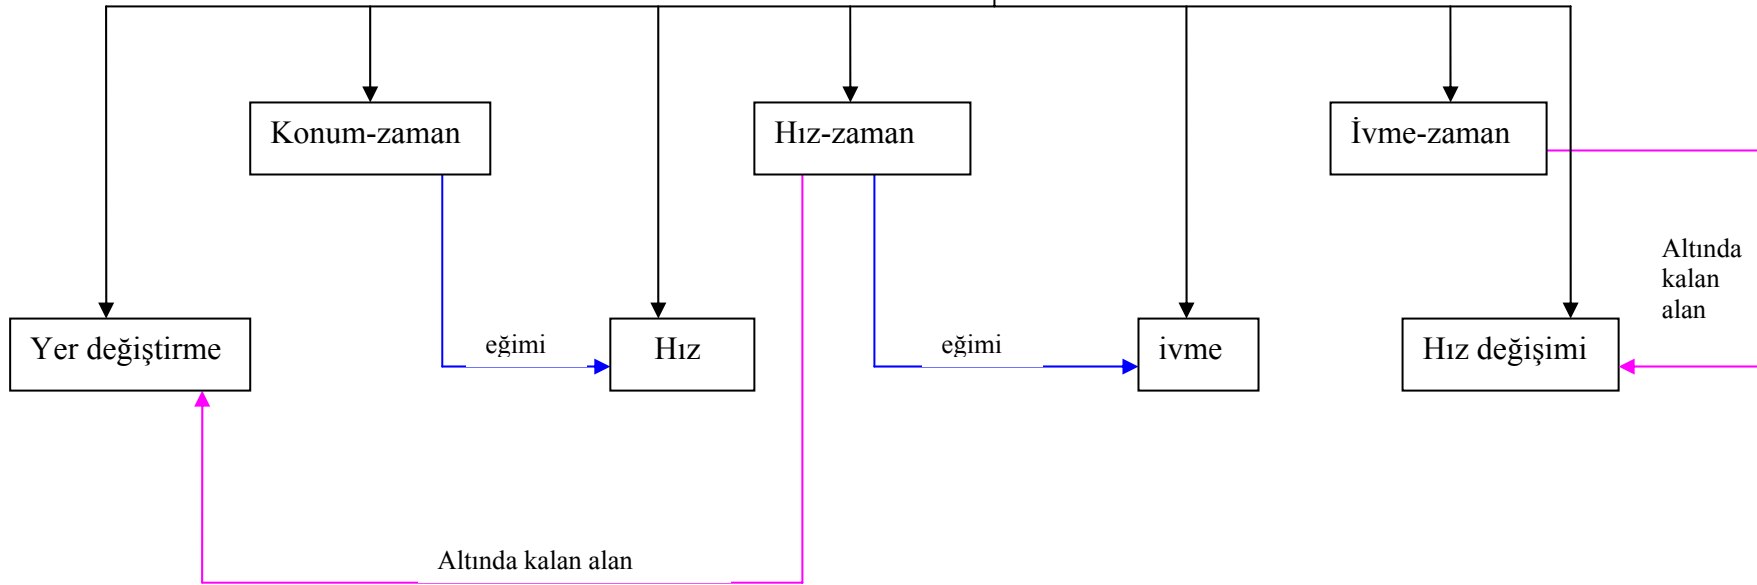 Konum-zaman
Hız-zaman
İvme-zaman
Altında
kalan
alan
Yer değiştirme
eğimi
Hız
eğimi
ivme
Hız değişimi
Altında kalan alan